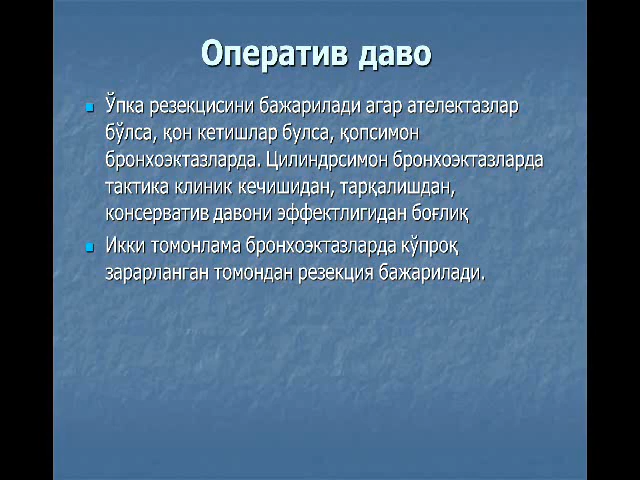 Оператив даво
Ўпка резекцисини бажарилади агар ателектазлар
бўлса, қон кетишлар булса, қопсимон
бронхоэктазларда. Цилиндрсимон бронхоэктазларда
тактика клиник кечишидан, тарқалишдан,
консерватив давони эффектлигидан боғлиқ
Икки томонлама бронхоэктазларда кўпроқ
зарарланган томондан резекция бажарилади.